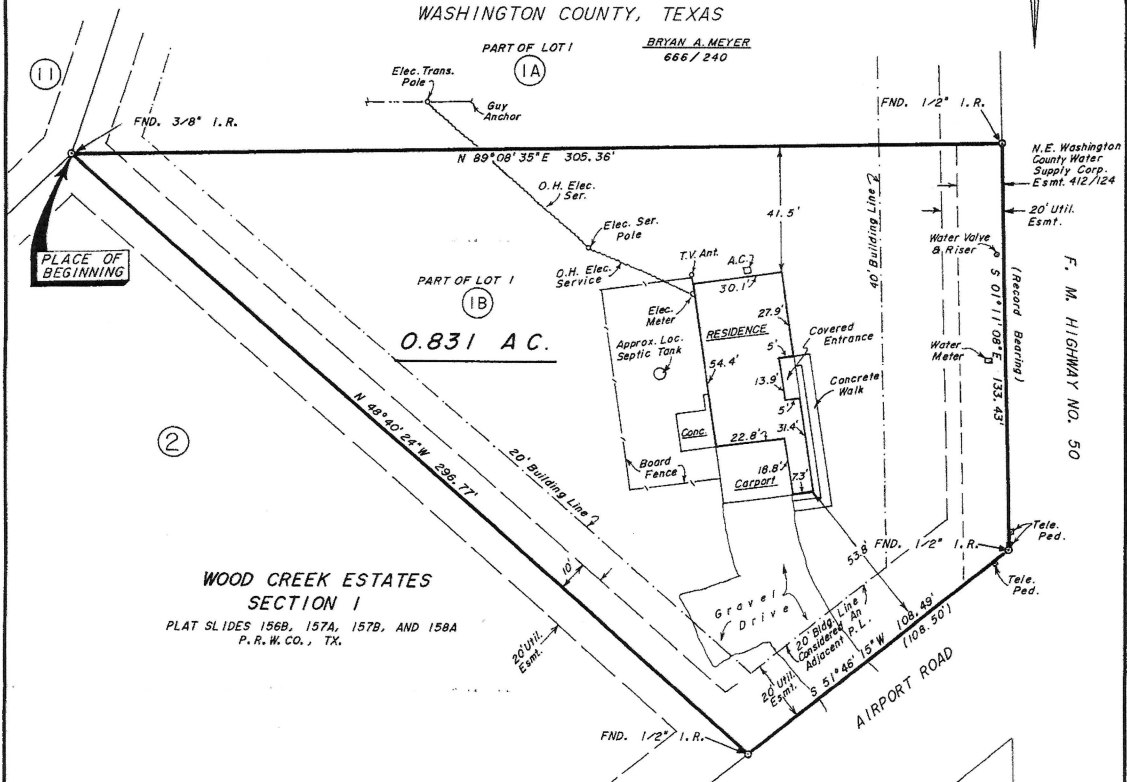 WASHINGTON COUNTY, TEXAS
PART OF LOT 1
1A
BRYAN A. MEYER
666 / 240
11
Elec. Trans.
Pole
Guy
Anchor
FND. 3/8" I.R.
FND. 1/2" I.R.
N 89°08'35"E 305.36'
N.E. Washington
County Water
Supply Corp.
Esmt. 412/124
20' Util.
Esmt.
O.H. Elec.
Ser.
41.5'
40' Building Line
Elec. Ser.
Pole
Water Valve
& Riser
PLACE OF
BEGINNING
T.V. Ant.
A.C.
O.H. Elec.
Service
30.1'
PART OF LOT 1
1B
0.831 AC.
Elec.
Meter
27.9'
RESIDENCE
Covered
Entrance
Approx. Loc.
Septic Tank
54.4'
5'
13.9'
Concrete
Walk
5'
31.4'
Water
Meter
S 01°11'08"E 133.43'
(Record Bearing)
F. M. HIGHWAY NO. 50
Conc.
22.8'
Board
Fence
18.8'
Carport
7.3'
N 48°40'24"W 296.77'
20' Building Line
2
10'
53.8'
FND. 1/2" I.R.
Tele.
Ped.
Tele.
Ped.
WOOD CREEK ESTATES
SECTION 1
PLAT SLIDES 156B, 157A, 157B, AND 158A
P.R.W.CO., TX.
Gravel
Drive
20' Bldg. Line
Considered An
Adjacent P.L.
20' Util.
Esmt.
20' Util.
Esmt.
S 51°46'15"W 108.49'
(108.50')
AIRPORT ROAD
FND. 1/2" I.R.